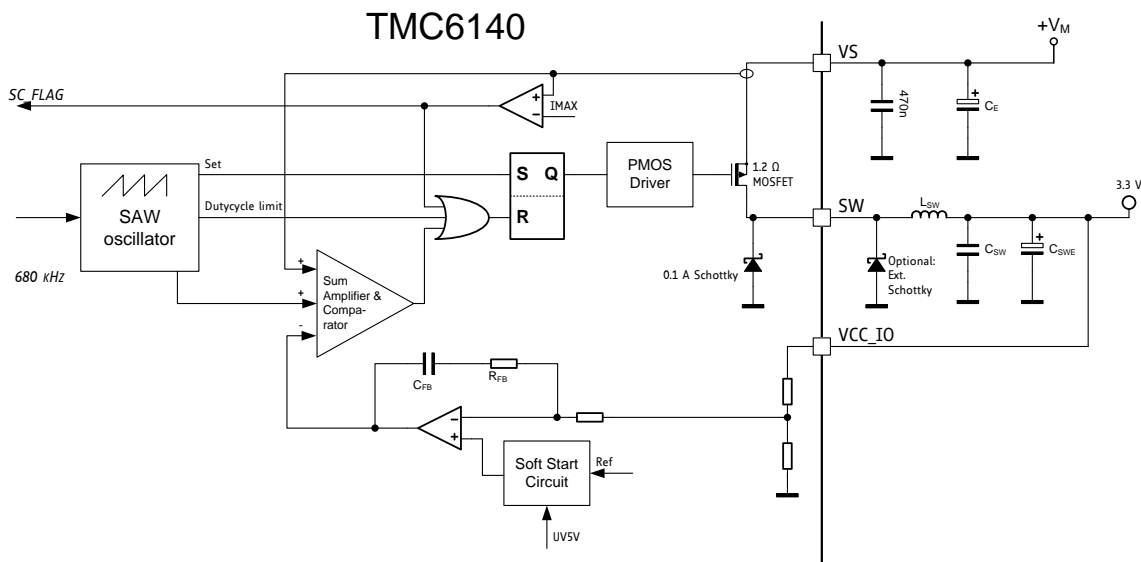 TMC6140
VS
+VM
SC_FLAG
+
-
IMAX
470n
+
CE
Set
S Q
R
PMOS
Driver
1.2 Ω
MOSFET
3.3 V
SAW
oscillator
Dutycycle limit
SW
LSW
680 KHz
+
+
-
Sum
Amplifier &
Compa-
rator
0.1 A Schottky
Optional:
Ext.
Schottky
CSW
+
CSWE
VCC_IO
CFB
RFB
-
+
Soft Start
Circuit
Ref
UV5V